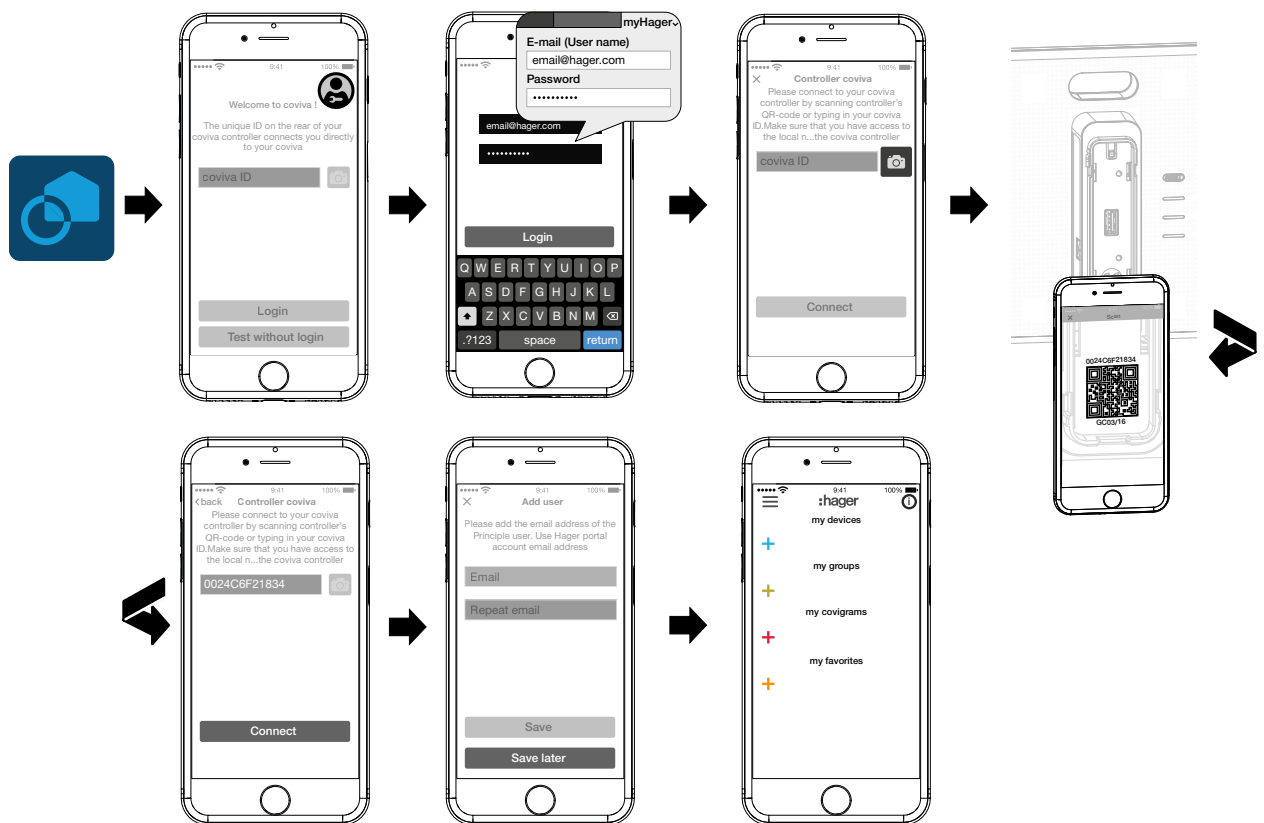 9:41
100%
Welcome to coviva !
The unique ID on the rear of your
coviva controller connects you directly
to your coviva
coviva ID
Login
Test without login
myHager
E-mail (User name)
email@hager.com
Password
••••••••••
email@hager.com
••••••••••
Login
Q W E R T Y U I O P
A S D F G H J K L
Z X C V B N M
.?123 space return
9:41
100%
Controller coviva
Please connect to your coviva
controller by scanning controller's
QR-code or typing in your coviva
ID.Make sure that you have access to
the local n...the coviva controller
coviva ID
Connect
Scan
0024C6F21834
GC03/16
9:41
100%
back Controller coviva
Please connect to your coviva
controller by scanning controller's
QR-code or typing in your coviva
ID.Make sure that you have access to
the local n...the coviva controller
0024C6F21834
Connect
9:41
100%
Add user
Please add the email address of the
Principle user. Use Hager portal
account email address
Email
Repeat email
Save
Save later
9:41
100%
:hager
my devices
my groups
my covigrams
my favorites